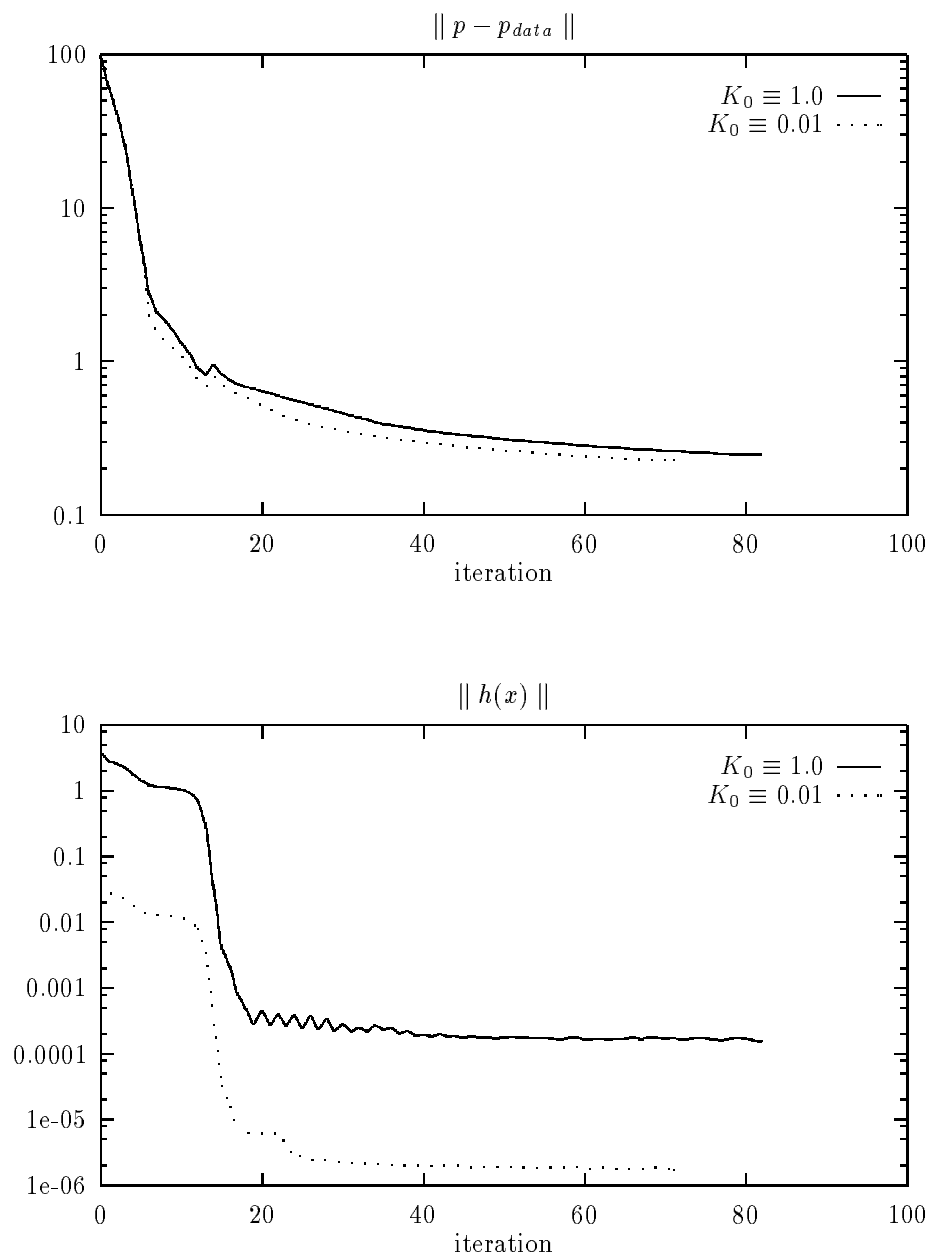 ‖ p − p_data ‖
100
K₀ ≡ 1.0
K₀ ≡ 0.01
10
1
0.1
0 20 40 60 80 100
iteration
‖ h(x) ‖
10
K₀ ≡ 1.0
1
K₀ ≡ 0.01
0.1
0.01
0.001
0.0001
1e-05
1e-06
0 20 40 60 80 100
iteration